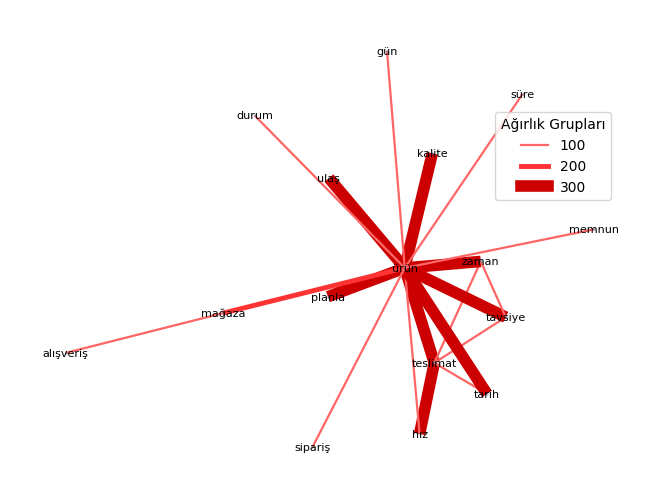 gün
süre
durum
Ağırlık Grupları
100
200
300
kalite
ulaş
memnun
zaman
ürün
planla
mağaza
tavsiye
alışveriş
teslimat
tarih
hız
sipariş